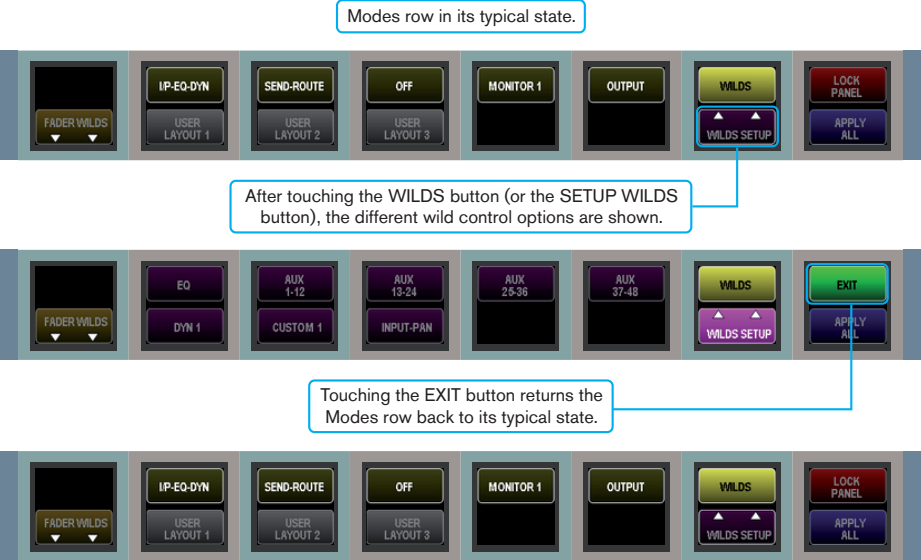 Modes row in its typical state.
I/P-EQ-DYN SEND-ROUTE OFF MONITOR 1 OUTPUT WILDS LOCK
PANEL
FADER WILDS USER USER USER WILDS SETUP APPLY
LAYOUT 1 LAYOUT 2 LAYOUT 3 ALL
After touching the WILDS button (or the SETUP WILDS
button), the different wild control options are shown.
EQ AUX AUX AUX AUX WILDS EXIT
1-12 13-24 25-36 37-48
FADER WILDS DYN 1 CUSTOM 1 INPUT-PAN WILDS SETUP APPLY
ALL
Touching the EXIT button returns the
Modes row back to its typical state.
I/P-EQ-DYN SEND-ROUTE OFF MONITOR 1 OUTPUT WILDS LOCK
PANEL
FADER WILDS USER USER USER WILDS SETUP APPLY
LAYOUT 1 LAYOUT 2 LAYOUT 3 ALL